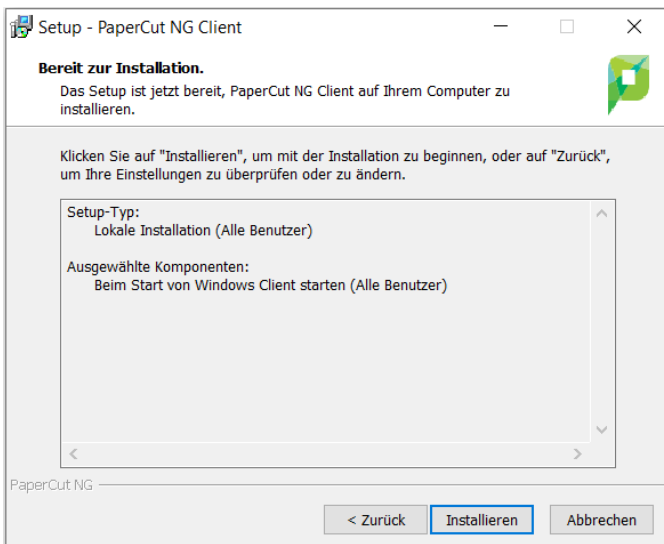 Setup - PaperCut NG Client
Bereit zur Installation.
Das Setup ist jetzt bereit, PaperCut NG Client auf Ihrem Computer zu
installieren.
Klicken Sie auf "Installieren", um mit der Installation zu beginnen, oder auf "Zurück",
um Ihre Einstellungen zu überprüfen oder zu ändern.
Setup-Typ:
Lokale Installation (Alle Benutzer)
Ausgewählte Komponenten:
Beim Start von Windows Client starten (Alle Benutzer)
PaperCut NG
< Zurück Installieren Abbrechen